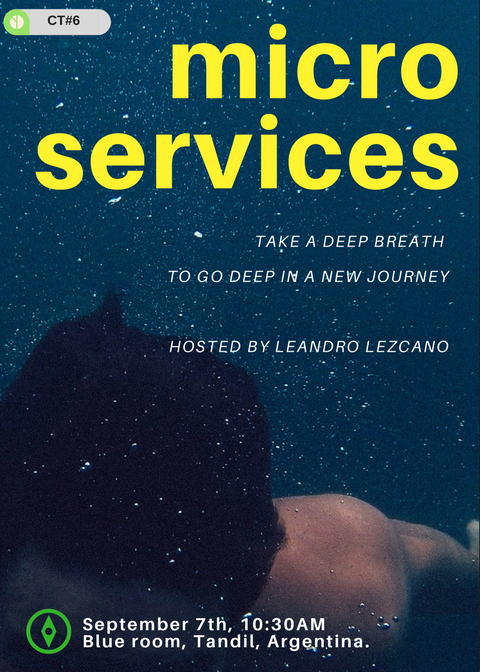 CT#6
micro
services
TAKE A DEEP BREATH
TO GO DEEP IN A NEW JOURNEY
HOSTED BY LEANDRO LEZCANO
September 7th, 10:30AM
Blue room, Tandil, Argentina.